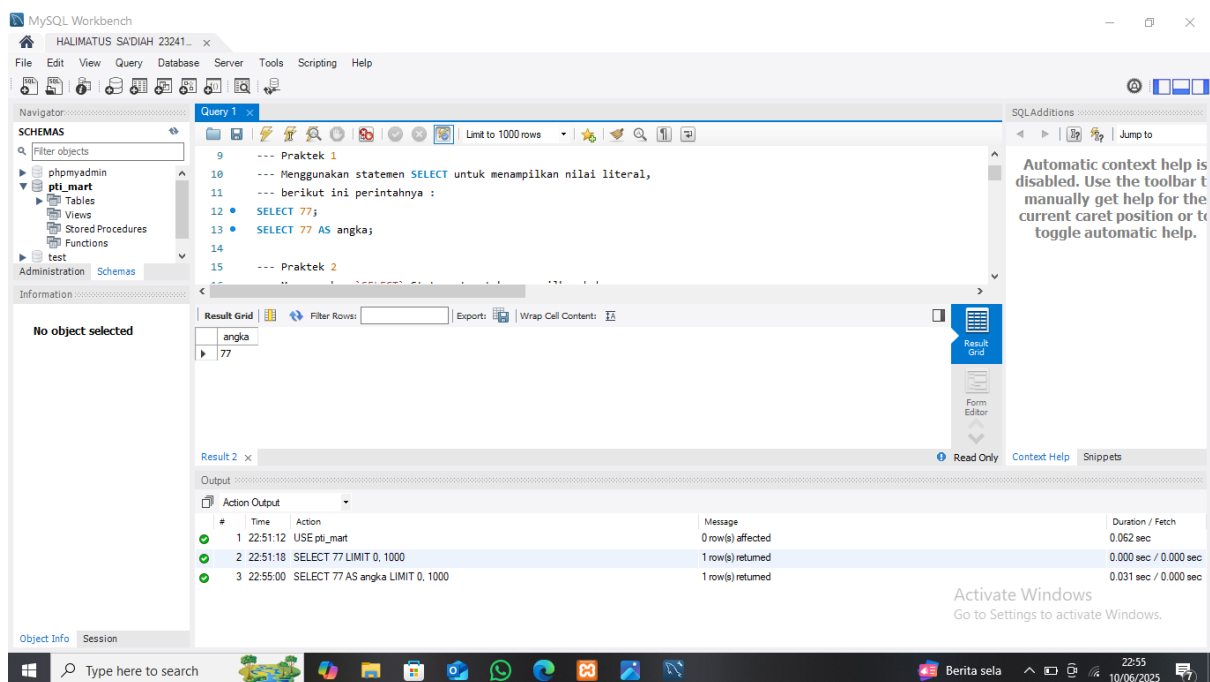 MySQL Workbench
HALIMATUS SA'DIAH 23241...
File Edit View Query Database Server Tools Scripting Help
Navigator
SCHEMAS
Filter objects
phpmyadmin
pti_mart
Tables
Views
Stored Procedures
Functions
test
Administration Schemas
Information
No object selected
Object Info Session
Query 1
Limit to 1000 rows
9 --- Praktek 1
10 --- Menggunakan statemen SELECT untuk menampilkan nilai literal,
11 --- berikut ini perintahnya :
12 SELECT 77;
13 SELECT 77 AS angka;
14
15 --- Praktek 2
Result Grid Filter Rows: Export: Wrap Cell Content:
angka
77
Result Grid
Form Editor
Result 2
Read Only
SQLAdditions
Jump to
Automatic context help is
disabled. Use the toolbar t
manually get help for the
current caret position or to
toggle automatic help.
Context Help Snippets
Output
Action Output
# Time Action Message Duration / Fetch
1 22:51:12 USE pti_mart 0 row(s) affected 0.062 sec
2 22:51:18 SELECT 77 LIMIT 0, 1000 1 row(s) returned 0.000 sec / 0.000 sec
3 22:55:00 SELECT 77 AS angka LIMIT 0, 1000 1 row(s) returned 0.031 sec / 0.000 sec
Activate Windows
Go to Settings to activate Windows.
Type here to search
Berita sela
22:55
10/06/2025